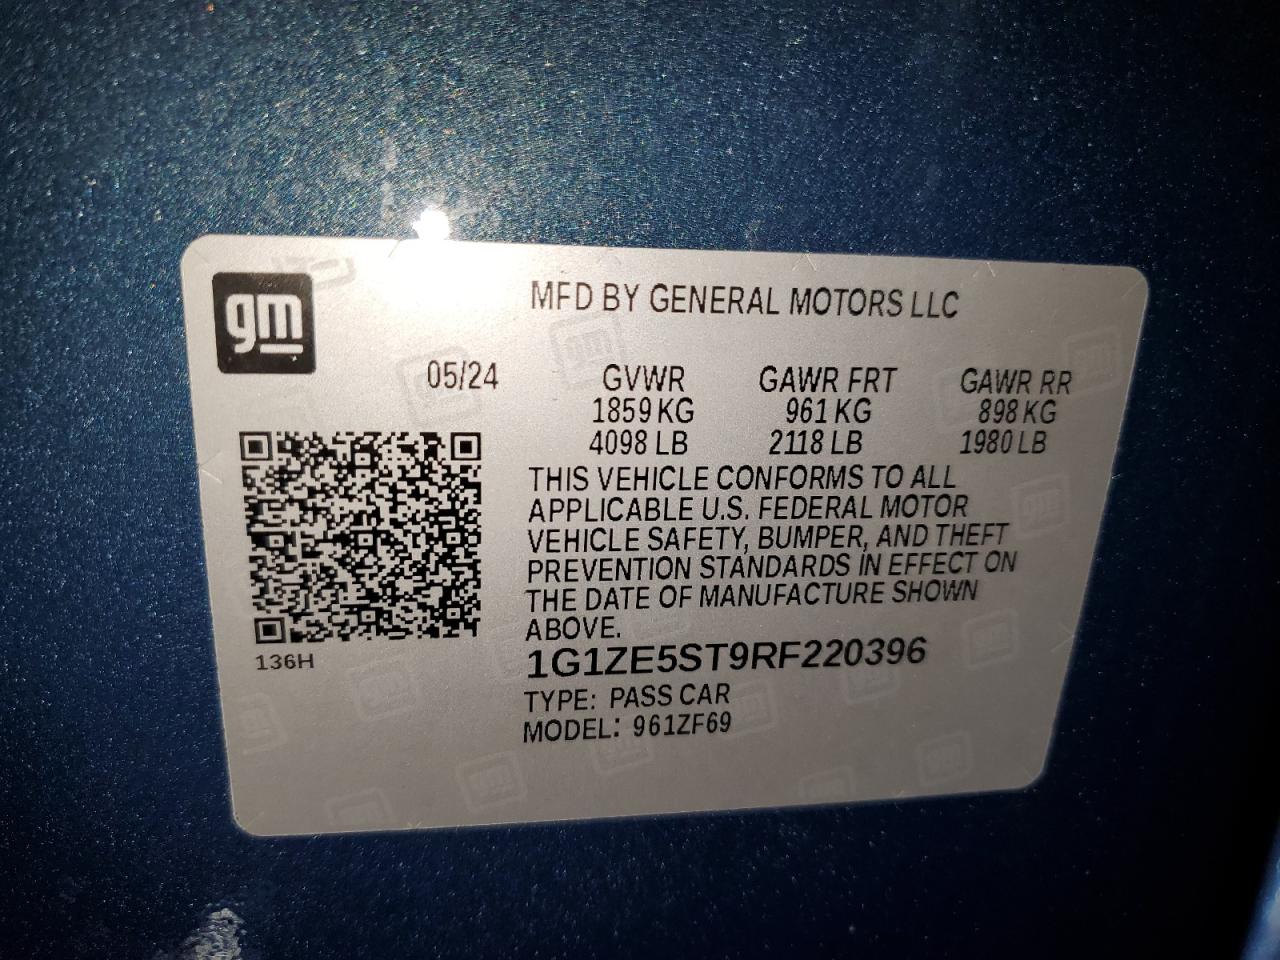 gm
MFD BY GENERAL MOTORS LLC
05/24 GVWR GAWR FRT GAWR RR
1859 KG 961 KG 898 KG
4098 LB 2118 LB 1980 LB
THIS VEHICLE CONFORMS TO ALL
APPLICABLE U.S. FEDERAL MOTOR
VEHICLE SAFETY, BUMPER, AND THEFT
PREVENTION STANDARDS IN EFFECT ON
THE DATE OF MANUFACTURE SHOWN
ABOVE.
136H
1G1ZE5ST9RF220396
TYPE: PASS CAR
MODEL: 961ZF69